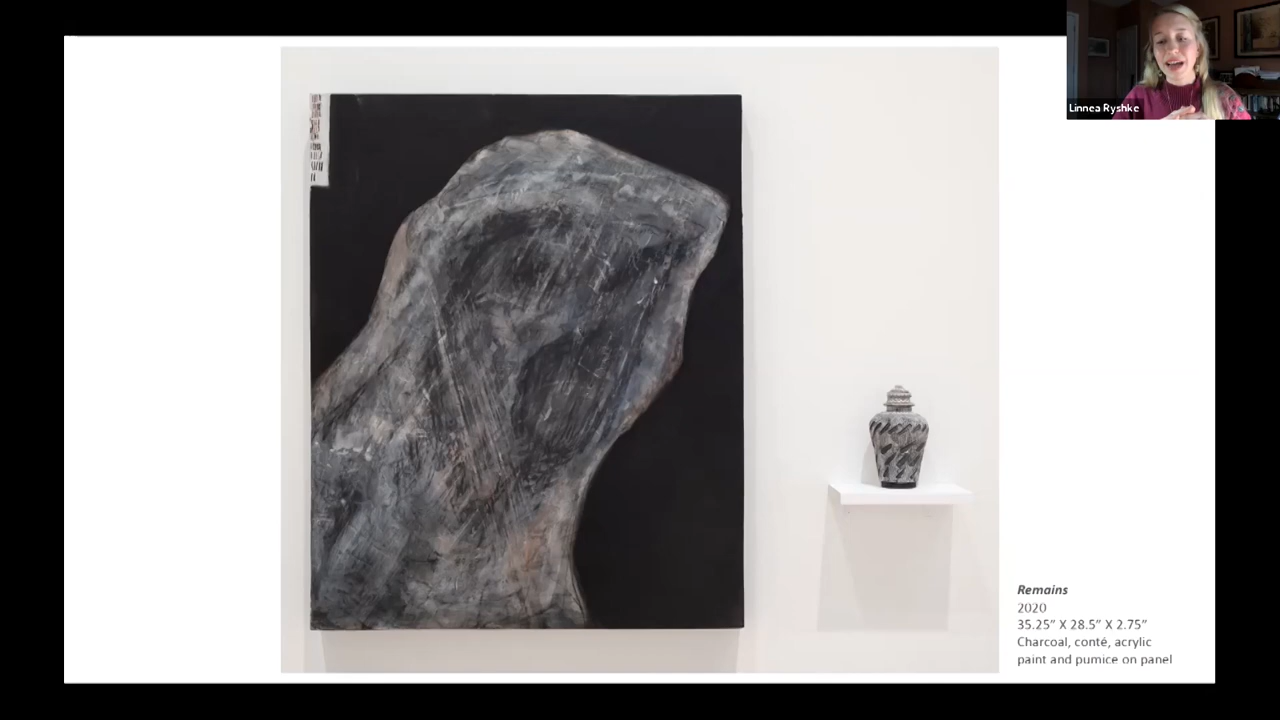 Linnea Ryshke
Remains
2020
35.25” X 28.5” X 2.75”
Charcoal, conté, acrylic
paint and pumice on panel